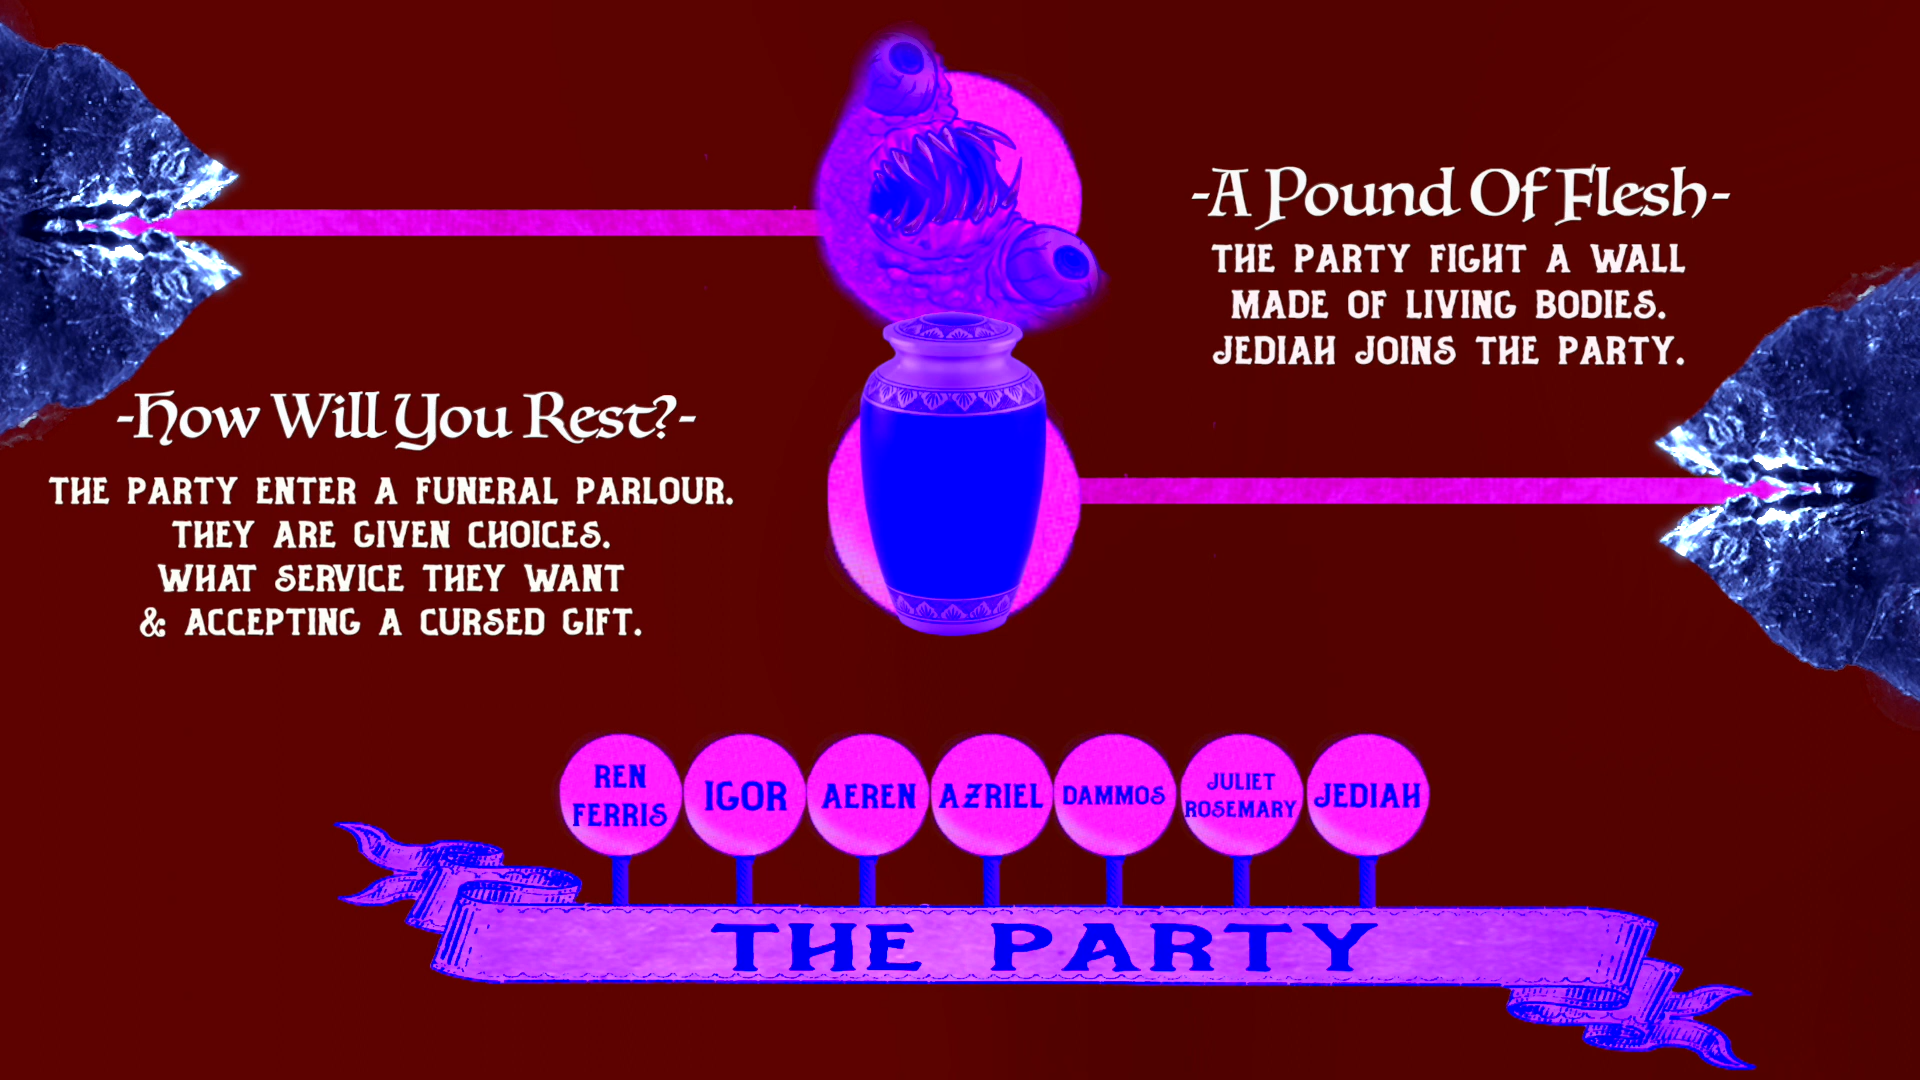 -A Pound Of Flesh-
THE PARTY FIGHT A WALL
MADE OF LIVING BODIES.
JEDIAH JOINS THE PARTY.
-How Will You Rest?-
THE PARTY ENTER A FUNERAL PARLOUR.
THEY ARE GIVEN CHOICES.
WHAT SERVICE THEY WANT
& ACCEPTING A CURSED GIFT.
REN
FERRIS
IGOR
AEREN
AZRIEL
DAMMOS
JULIET
ROSEMARY
JEDIAH
THE PARTY